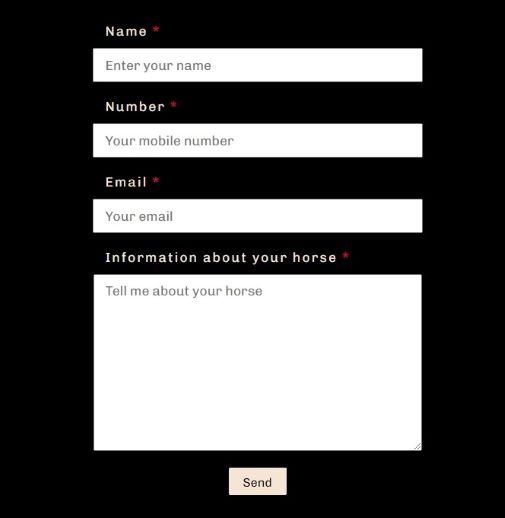 Name *
Enter your name
Number *
Your mobile number
Email *
Your email
Information about your horse *
Tell me about your horse
Send